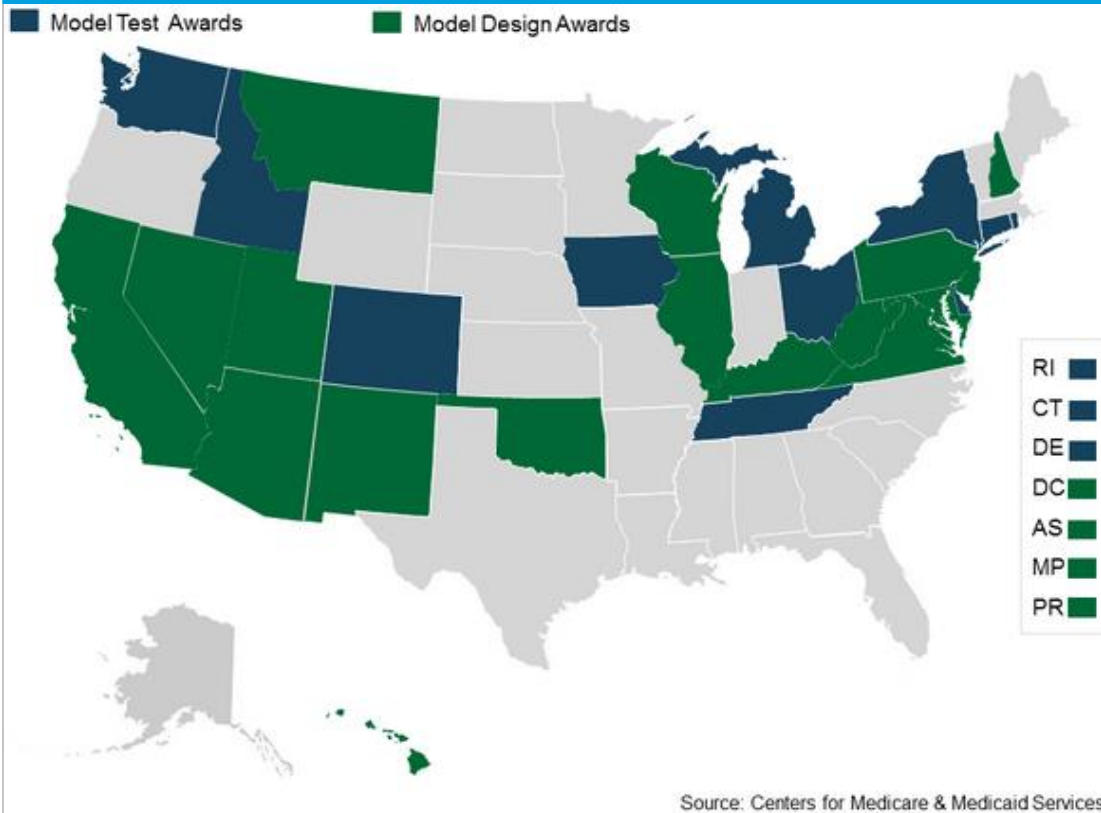 Model Test Awards
Model Design Awards
RI
CT
DE
DC
AS
MP
PR
Source: Centers for Medicare & Medicaid Services